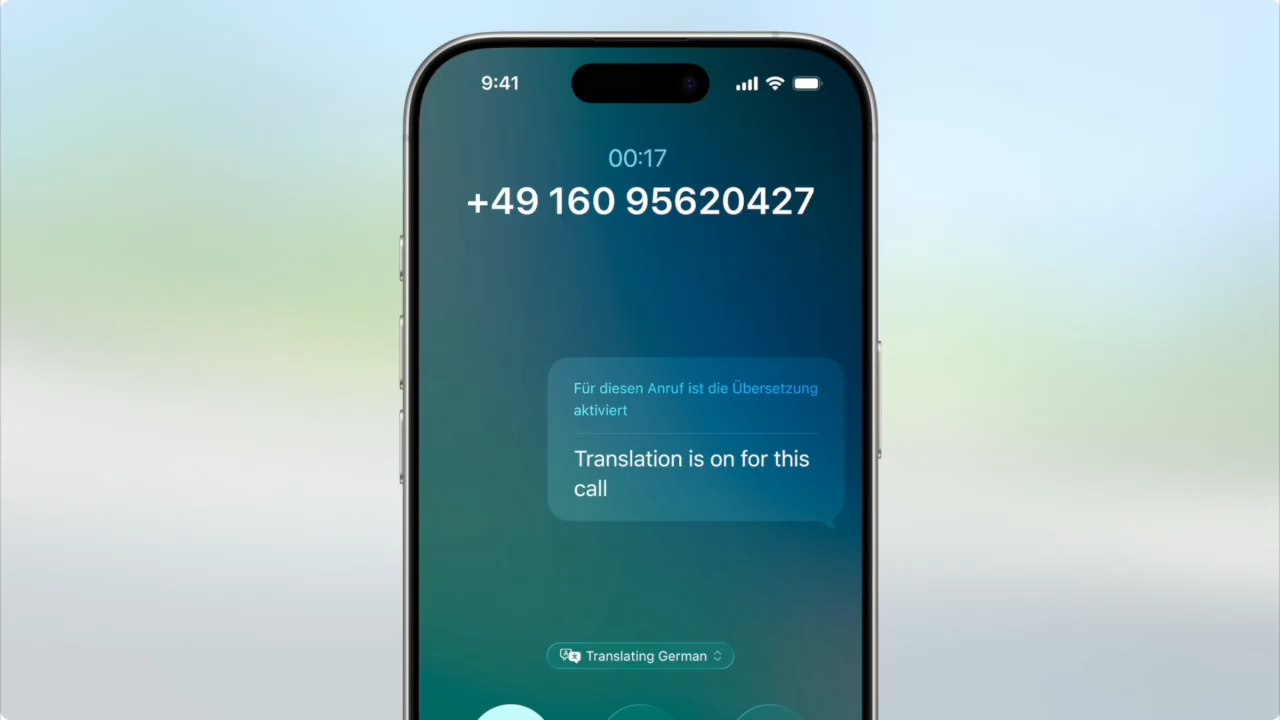 9:41
00:17
+49 160 95620427
Für diesen Anruf ist die Übersetzung
aktiviert
Translation is on for this
call
Translating German